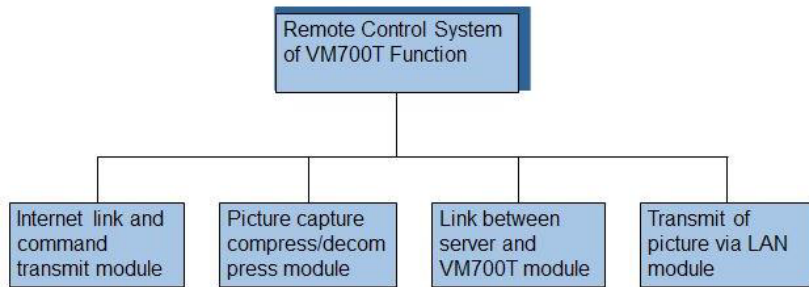 Remote Control System
of VM700T Function
Internet link and
command
transmit module
Picture capture
compress/decom
press module
Link between
server and
VM700T module
Transmit of
picture via LAN
module